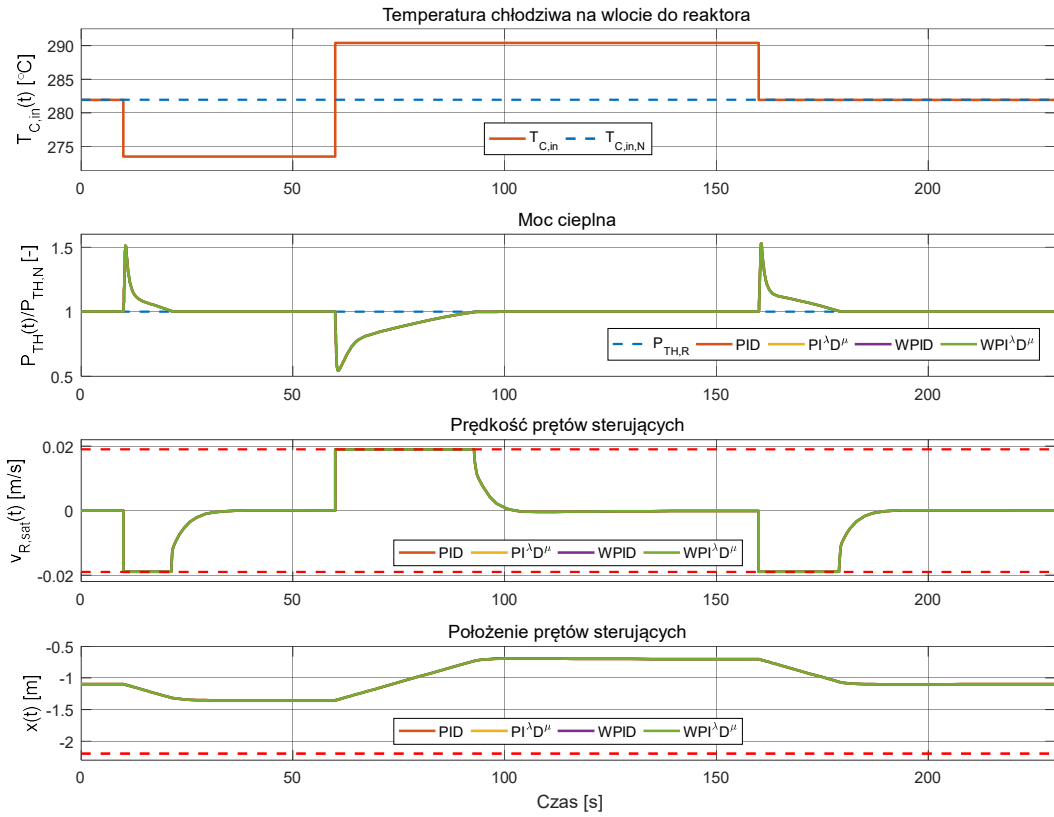 Temperatura chłodziwa na wlocie do reaktora
T_C,in(t) [°C]
290
285
280
275
T_C,in T_C,in,N
0 50 100 150 200
Moc cieplna
P_TH(t)/P_TH,N [-]
1.5
1
0.5
P_TH,R PID PI^λD^μ WPID WPI^λD^μ
0 50 100 150 200
Prędkość prętów sterujących
v_R,sat(t) [m/s]
0.02
0
-0.02
PID PI^λD^μ WPID WPI^λD^μ
0 50 100 150 200
Położenie prętów sterujących
x(t) [m]
-0.5
-1
-1.5
-2
PID PI^λD^μ WPID WPI^λD^μ
0 50 100 150 200
Czas [s]